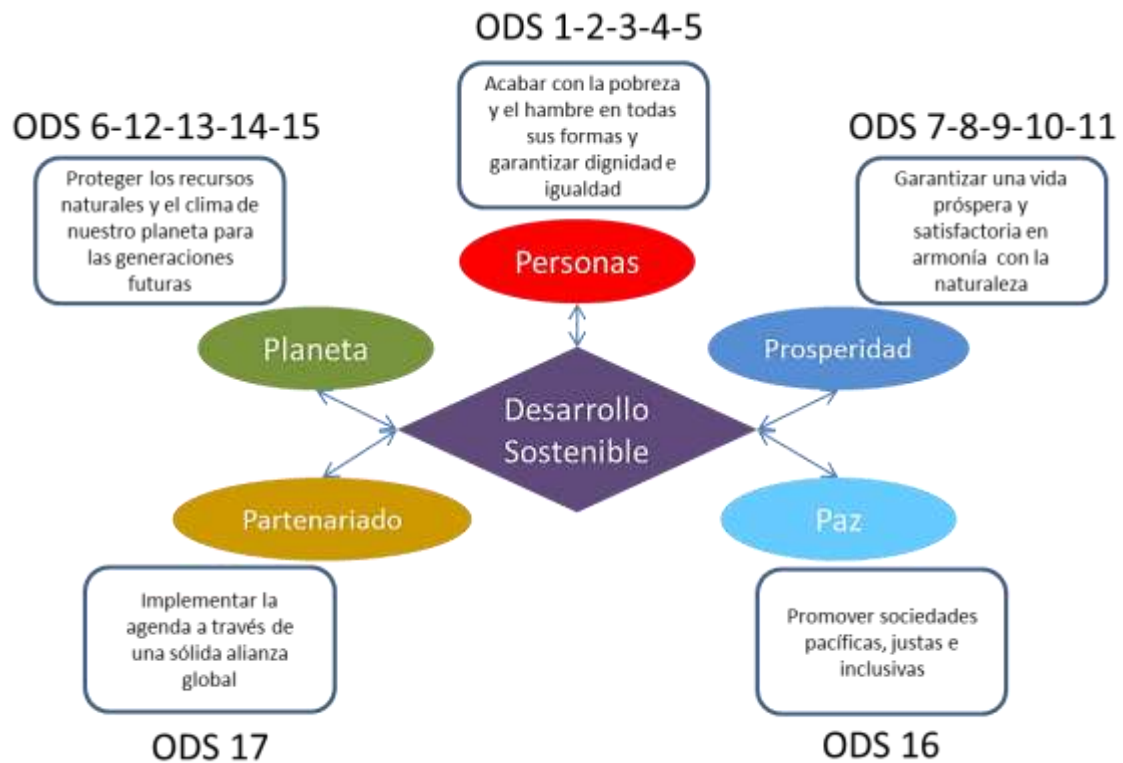 ODS 1-2-3-4-5
Acabar con la pobreza
y el hambre en todas
sus formas y
garantizar dignidad e
igualdad
Personas
ODS 6-12-13-14-15
Proteger los recursos
naturales y el clima de
nuestro planeta para
las generaciones
futuras
Planeta
ODS 7-8-9-10-11
Garantizar una vida
próspera y
satisfactoria en
armonía con la
naturaleza
Prosperidad
Desarrollo
Sostenible
Partenariado
Implementar la
agenda a través de
una sólida alianza
global
ODS 17
Paz
Promover sociedades
pacíficas, justas e
inclusivas
ODS 16